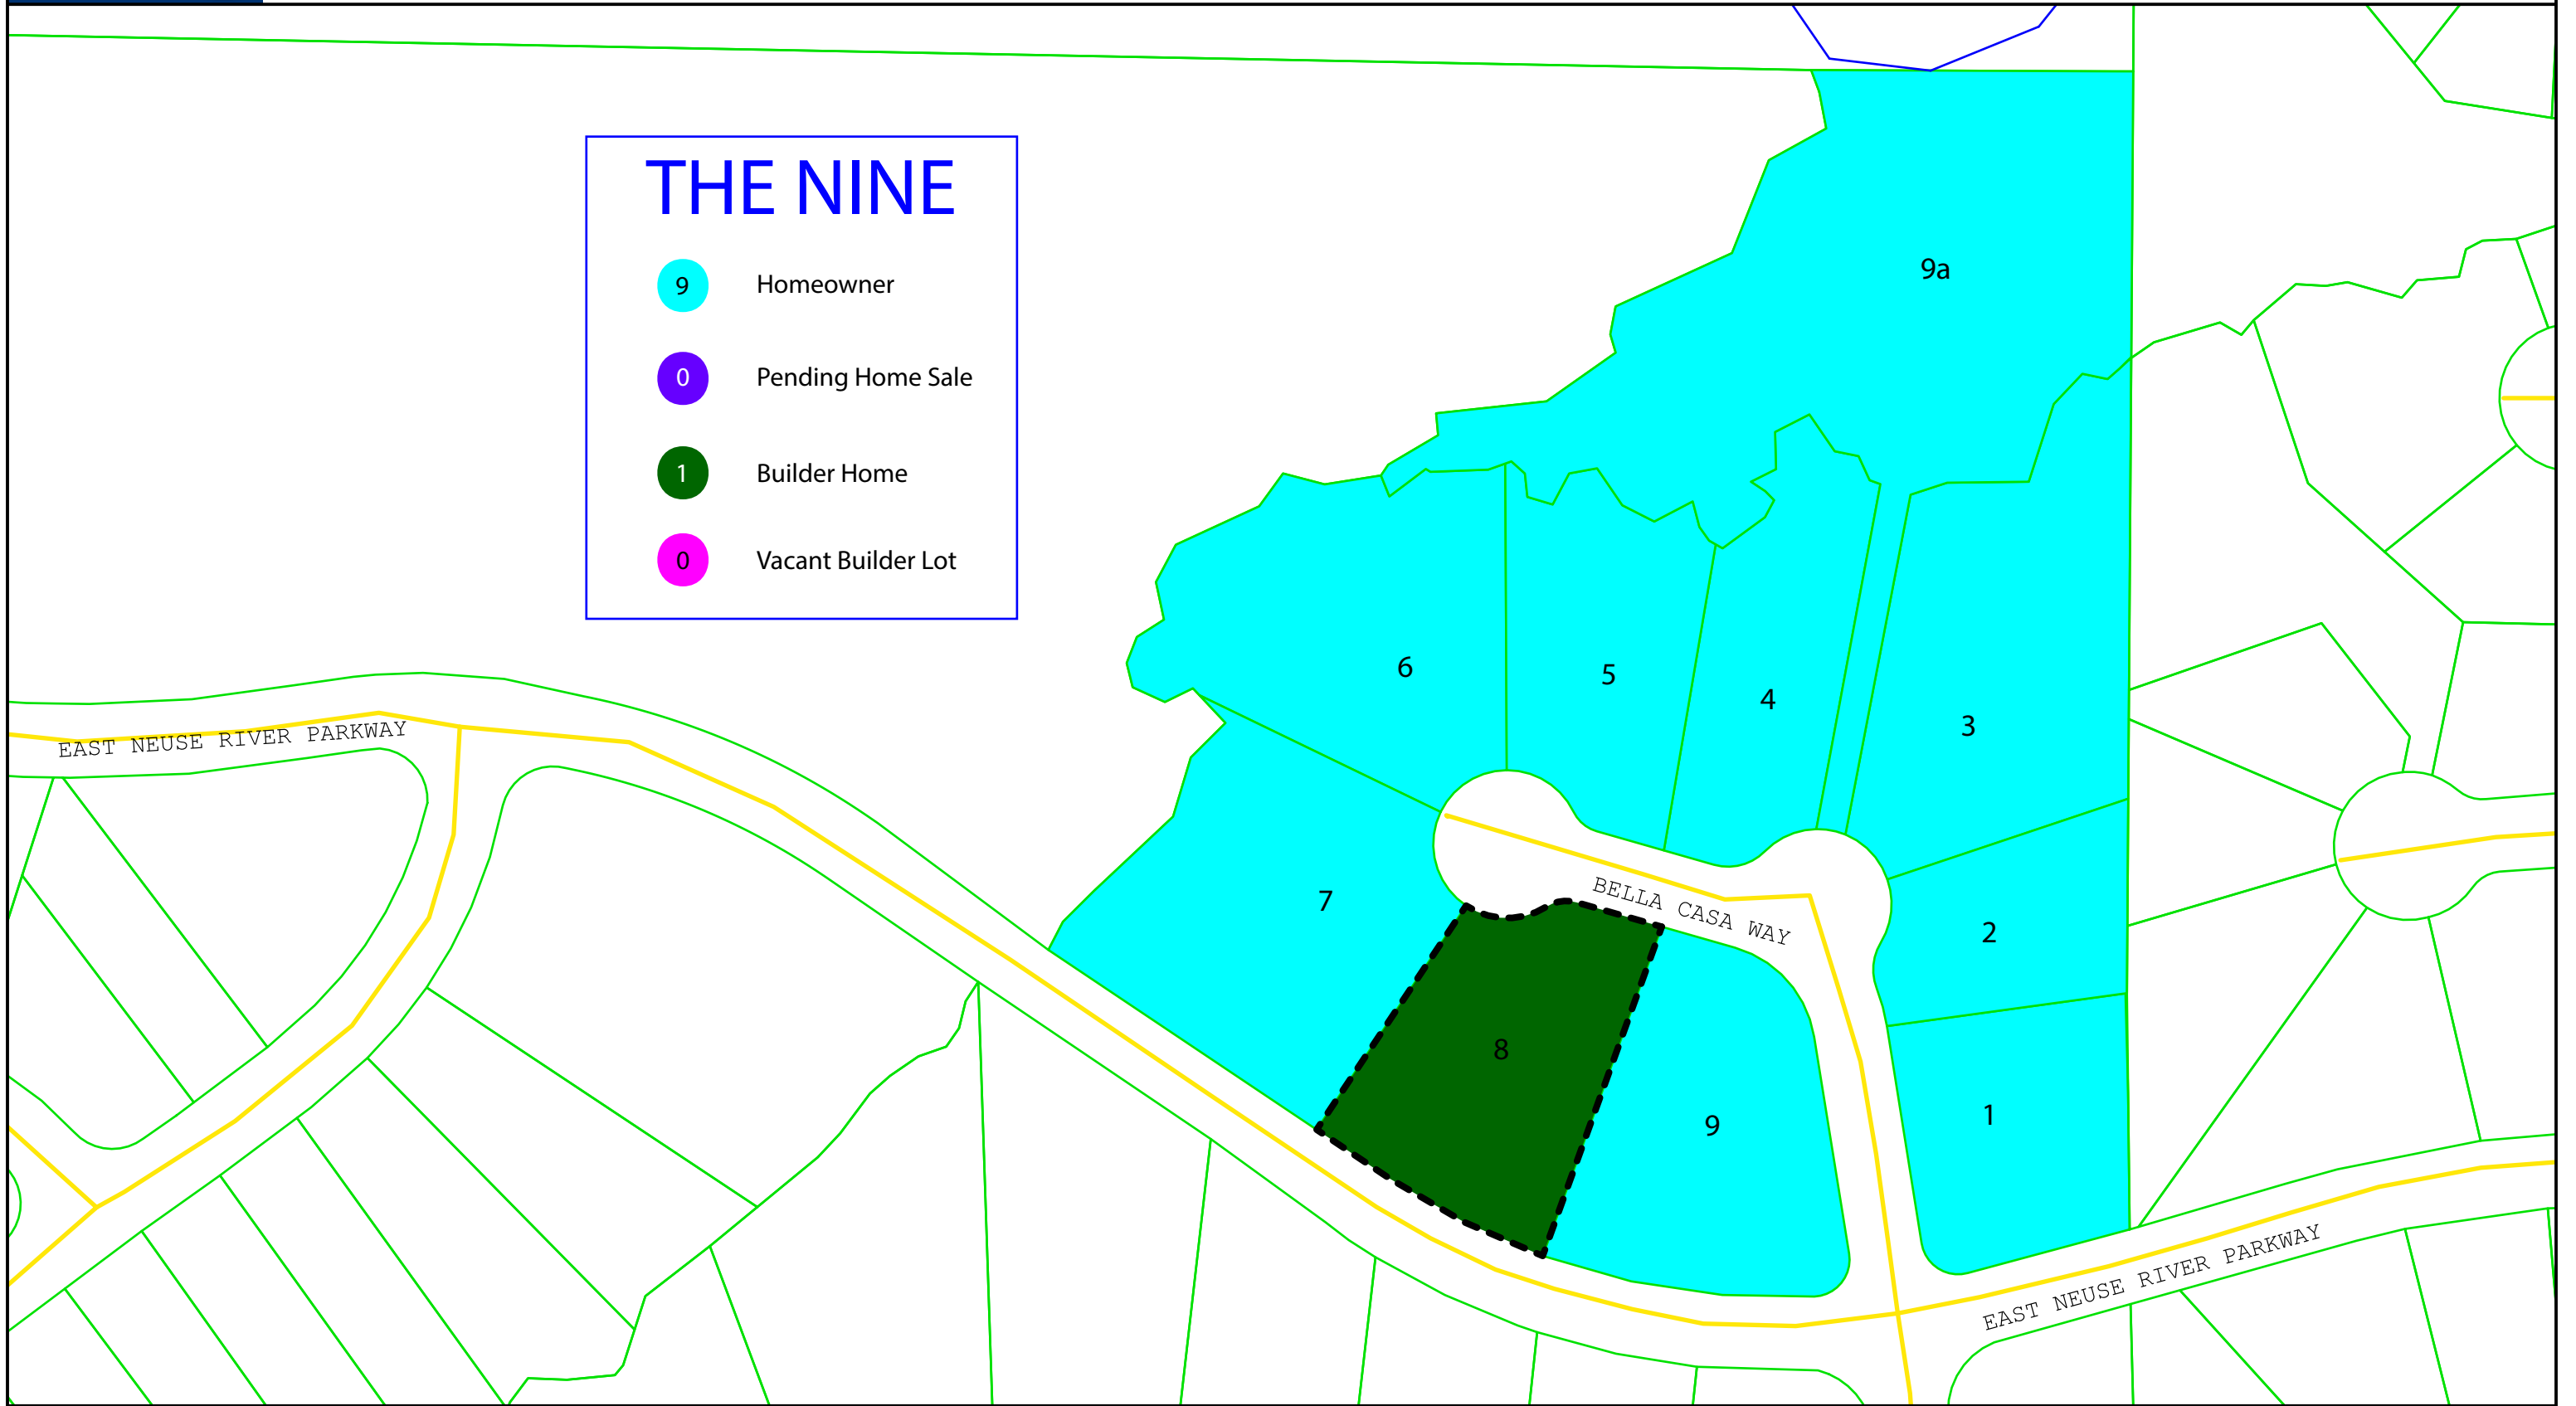 THE NINE
9 Homeowner
0 Pending Home Sale
1 Builder Home
0 Vacant Builder Lot
9a
6
5
4
3
EAST NEUSE RIVER PARKWAY
7
BELLA CASA WAY
2
8
9
1
EAST NEUSE RIVER PARKWAY